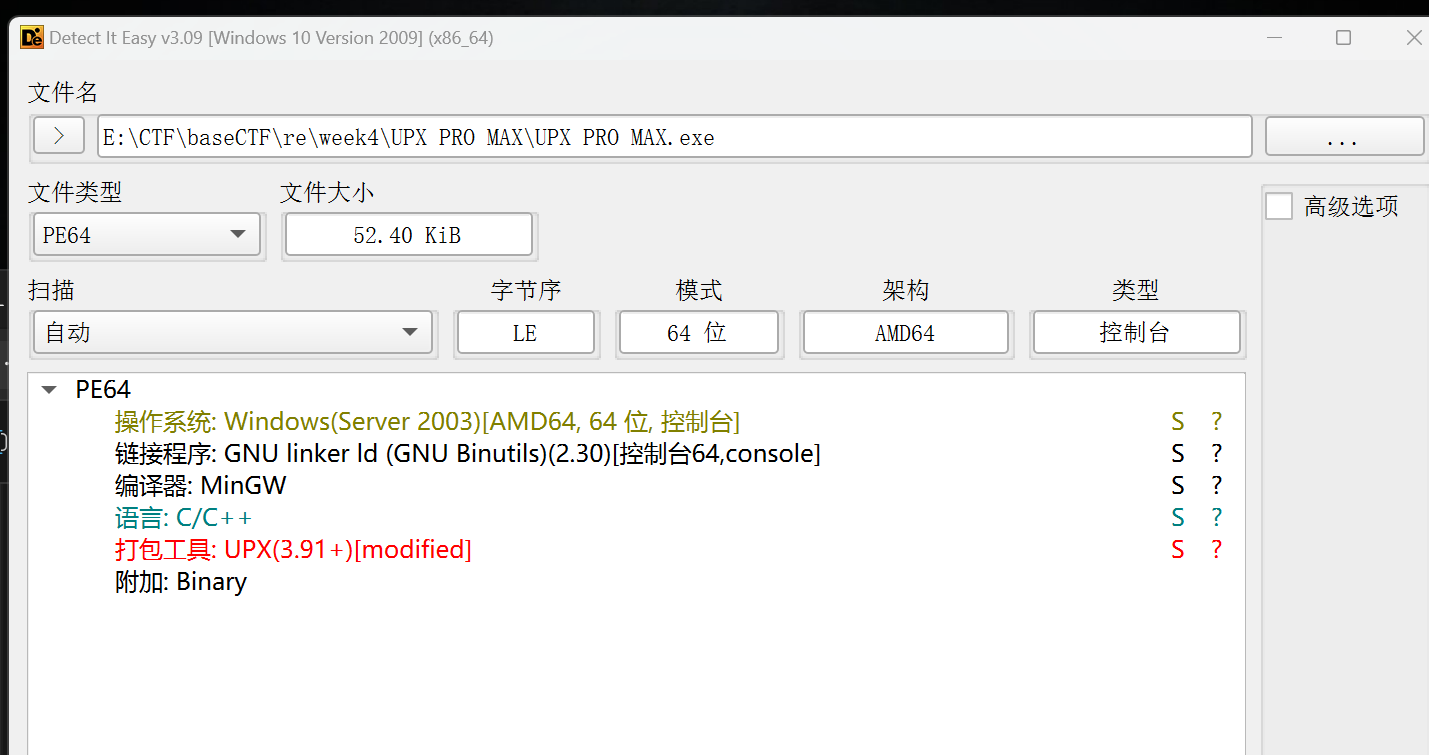 Detect It Easy v3.09 [Windows 10 Version 2009] (x86_64)
文件名
E:\CTF\baseCTF\re\week4\UPX PRO MAX\UPX PRO MAX.exe ...
文件类型 文件大小
高级选项
PE64 52.40 KiB
扫描 字节序 模式 架构 类型
自动 LE 64 位 AMD64 控制台
PE64
操作系统: Windows(Server 2003)[AMD64, 64 位, 控制台] S ?
链接程序: GNU linker ld (GNU Binutils)(2.30)[控制台64,console] S ?
编译器: MinGW S ?
语言: C/C++ S ?
打包工具: UPX(3.91+)[modified] S ?
附加: Binary